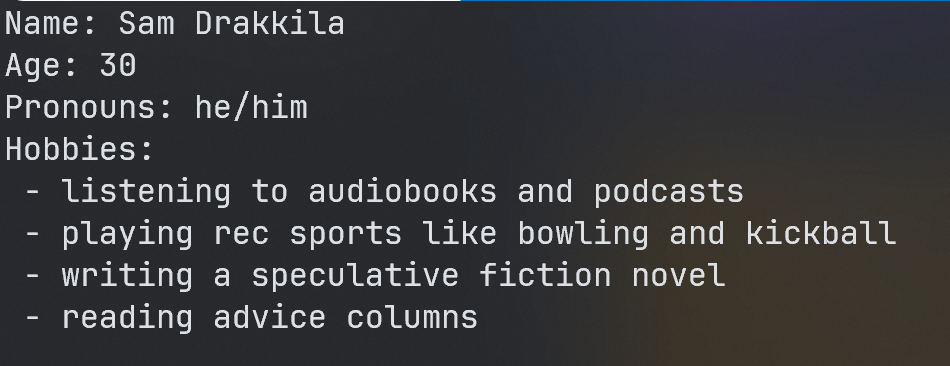 Name: Sam Drakkila
Age: 30
Pronouns: he/him
Hobbies:
 - listening to audiobooks and podcasts
 - playing rec sports like bowling and kickball
 - writing a speculative fiction novel
 - reading advice columns